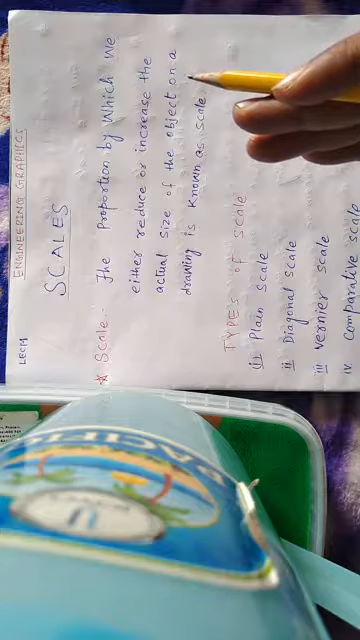 ENGINEERING GRAPHICS
LEC 1
SCALES
* Scale:- The Proportion by Which We
either reduce or increase the
actual size of the object on a
drawing is known as scale
TYPES of scale
(i) Plain scale
ii Diagonal scale
iii Vernier scale
iv Comparative scale
PACIFIC